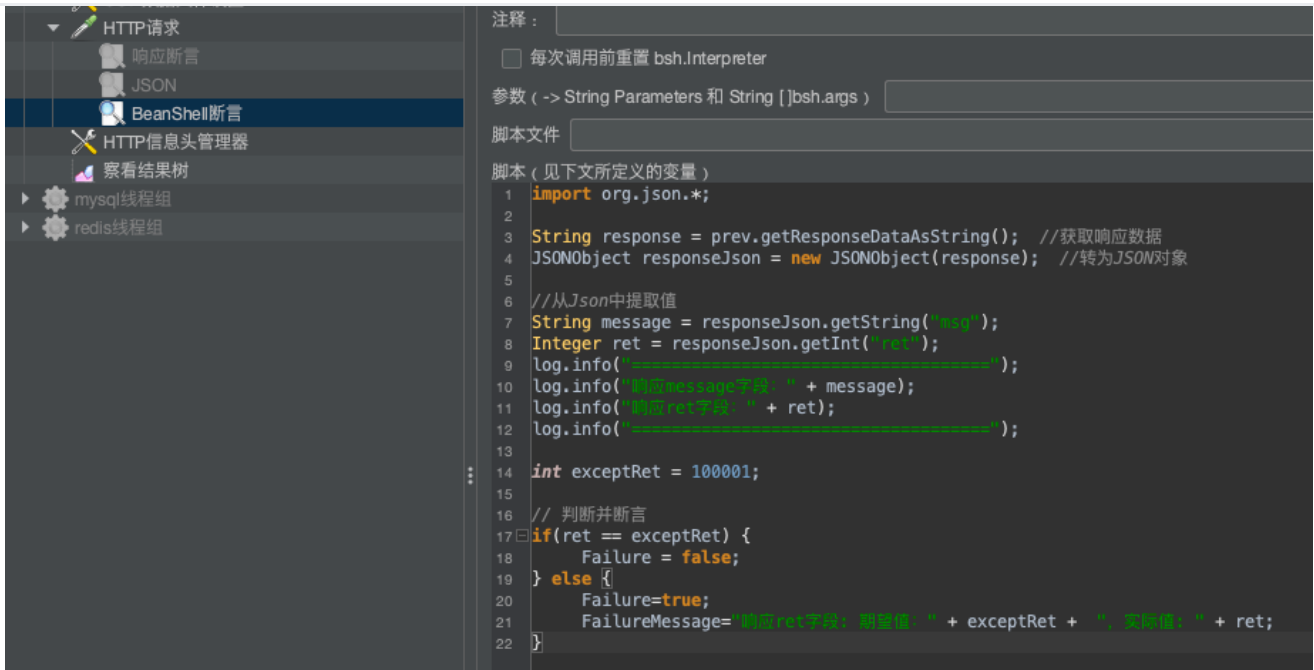 HTTP请求
响应断言
JSON
BeanShell断言
HTTP信息头管理器
察看结果树
mysql线程组
redis线程组
注释：
每次调用前重置 bsh.Interpreter
参数（-> String Parameters 和 String [ ]bsh.args）
脚本文件
脚本（见下文所定义的变量）
1 import org.json.*;
2
3 String response = prev.getResponseDataAsString();  //获取响应数据
4 JSONObject responseJson = new JSONObject(response);  //转为JSON对象
5
6 //从Json中提取值
7 String message = responseJson.getString("msg");
8 Integer ret = responseJson.getInt("ret");
9 log.info("====================================");
10 log.info("响应message字段：" + message);
11 log.info("响应ret字段：" + ret);
12 log.info("====================================");
13
14 int exceptRet = 100001;
15
16 // 判断并断言
17 if(ret == exceptRet) {
18      Failure = false;
19 } else {
20      Failure=true;
21      FailureMessage="响应ret字段: 期望值：" + exceptRet +  ", 实际值: " + ret;
22 }